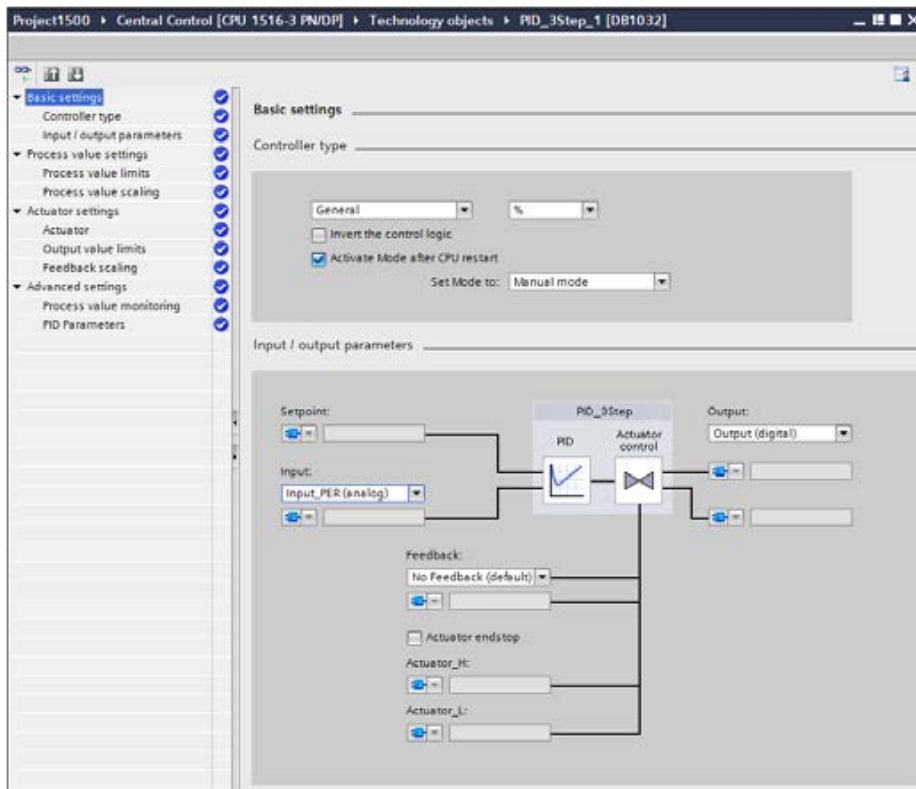 Project1500 ▸ Central Control [CPU 1516-3 PN/DP] ▸ Technology objects ▸ PID_3Step_1 [DB1032]
Basic settings
Controller type
Input / output parameters
Process value settings
Process value limits
Process value scaling
Actuator settings
Actuator
Output value limits
Feedback scaling
Advanced settings
Process value monitoring
PID Parameters
Basic settings
Controller type
General
%
Invert the control logic
Activate Mode after CPU restart
Set Mode to: Manual mode
Input / output parameters
Setpoint:
PID_3Step
Output:
PID
Actuator control
Output (digital)
Input:
Input_PER (analog)
Feedback:
No Feedback (default)
Actuator endstop
Actuator_H:
Actuator_L: